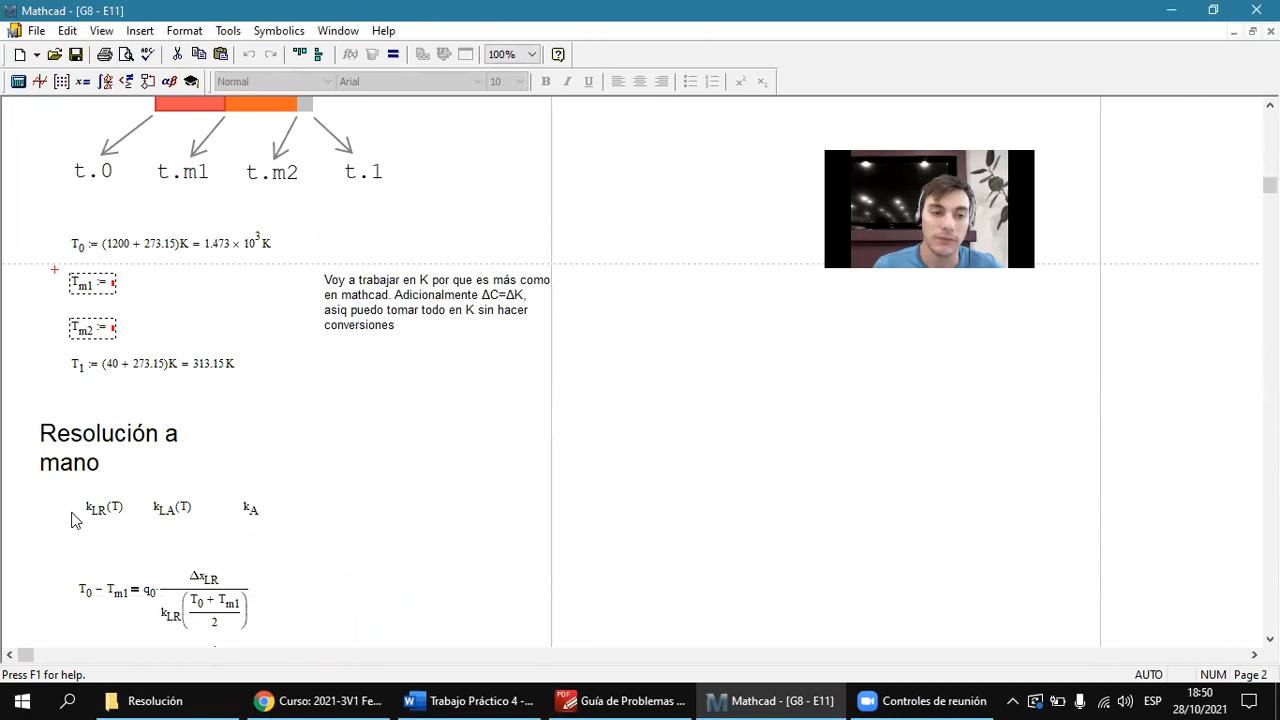 Mathcad - [G8 - E11]
File Edit View Insert Format Tools Symbolics Window Help
100%
Normal Arial 10 B I U
t.0 t.m1 t.m2 t.1
T0 := (1200 + 273.15)K = 1.473 × 10^3 K
Tm1 :=
Voy a trabajar en K por que es más como
en mathcad. Adicionalmente ΔC=ΔK,
asiq puedo tomar todo en K sin hacer
conversiones
Tm2 :=
T1 := (40 + 273.15)K = 313.15 K
Resolución a
mano
kLR(T) kLA(T) kA
T0 − Tm1 = q0· ΔxLR / kLR((T0 + Tm1)/2)
Press F1 for help. AUTO NUM Page 2
Resolución Curso: 2021-3V1 Fe... Trabajo Práctico 4 -... Guía de Problemas ... Mathcad - [G8 - E11] Controles de reunión ESP 18:50
28/10/2021